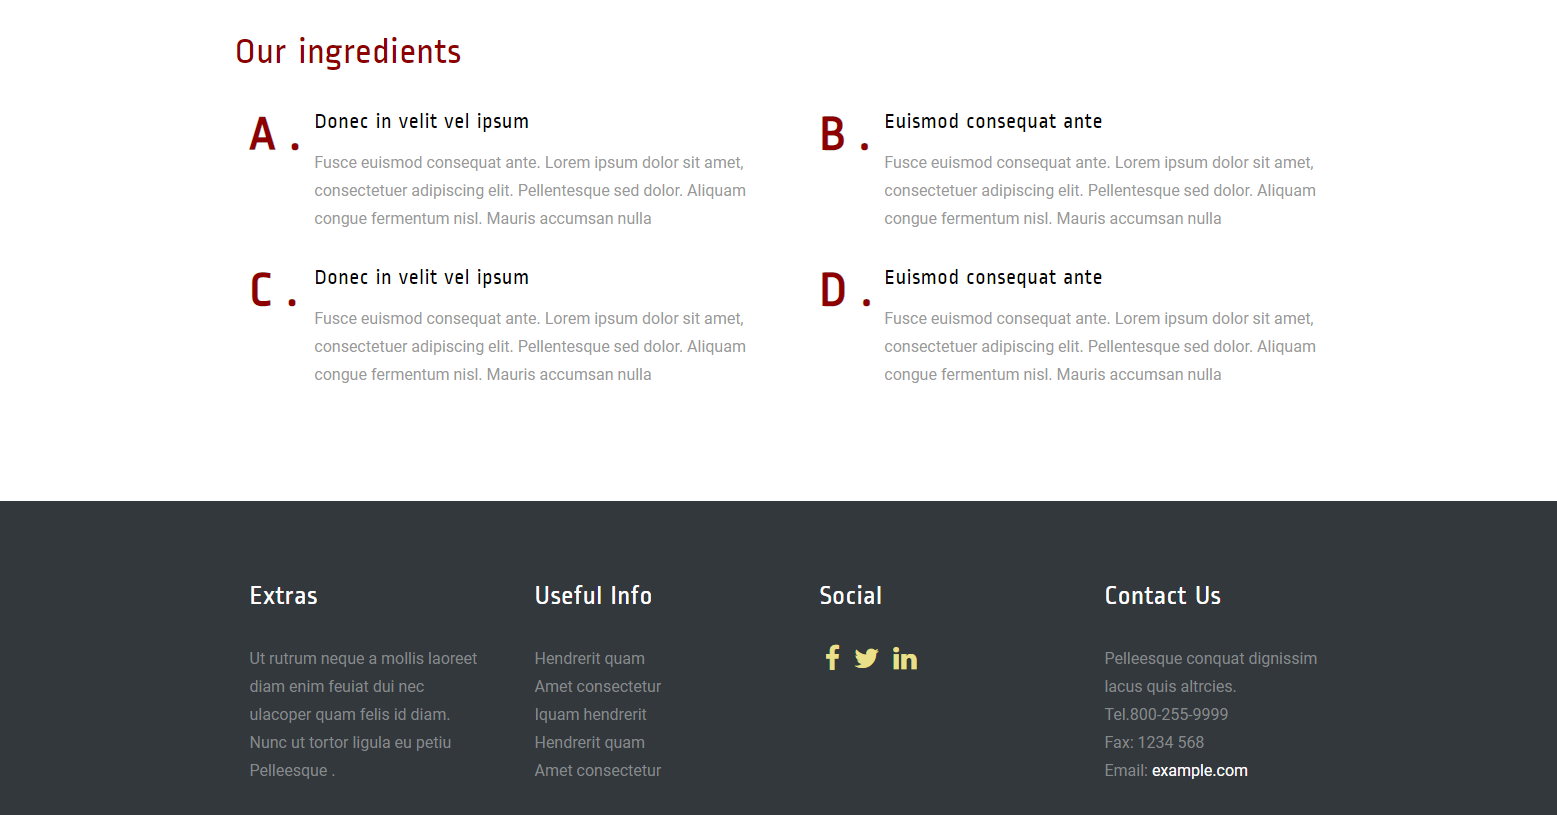 Our ingredients
A .
Donec in velit vel ipsum
Fusce euismod consequat ante. Lorem ipsum dolor sit amet,
consectetuer adipiscing elit. Pellentesque sed dolor. Aliquam
congue fermentum nisl. Mauris accumsan nulla
B .
Euismod consequat ante
Fusce euismod consequat ante. Lorem ipsum dolor sit amet,
consectetuer adipiscing elit. Pellentesque sed dolor. Aliquam
congue fermentum nisl. Mauris accumsan nulla
C .
Donec in velit vel ipsum
Fusce euismod consequat ante. Lorem ipsum dolor sit amet,
consectetuer adipiscing elit. Pellentesque sed dolor. Aliquam
congue fermentum nisl. Mauris accumsan nulla
D .
Euismod consequat ante
Fusce euismod consequat ante. Lorem ipsum dolor sit amet,
consectetuer adipiscing elit. Pellentesque sed dolor. Aliquam
congue fermentum nisl. Mauris accumsan nulla
Extras
Ut rutrum neque a mollis laoreet
diam enim feuiat dui nec
ulacoper quam felis id diam.
Nunc ut tortor ligula eu petiu
Pelleesque .
Useful Info
Hendrerit quam
Amet consectetur
Iquam hendrerit
Hendrerit quam
Amet consectetur
Social
Contact Us
Pelleesque conquat dignissim
lacus quis altrcies.
Tel.800-255-9999
Fax: 1234 568
Email: example.com